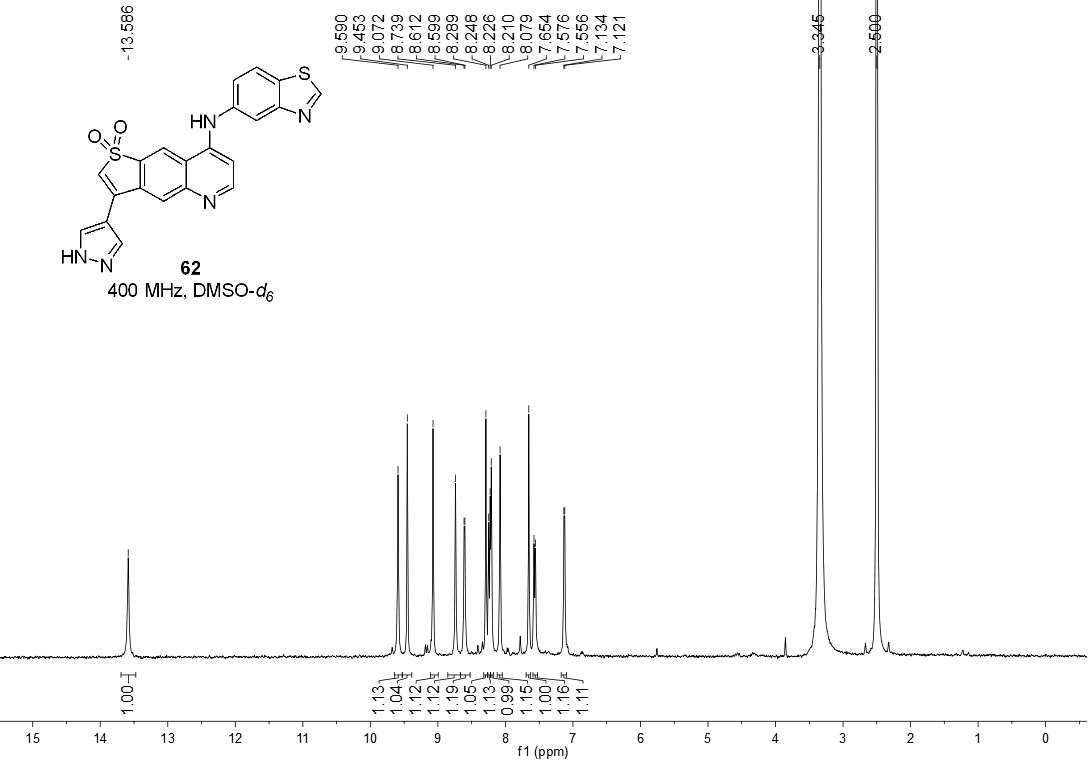 -13.586
9.590
9.453
9.072
8.739
8.612
8.599
8.289
8.248
8.226
8.210
8.079
7.654
7.576
7.556
7.134
7.121
3.345
2.500
S
N
HN
O
O
S
N
HN
N
62
400 MHz, DMSO-d6
1.00
1.13
1.04
1.12
1.12
1.19
1.05
1.13
0.99
1.15
1.00
1.16
1.11
15 14 13 12 11 10 9 8 7 6 5 4 3 2 1 0
f1 (ppm)